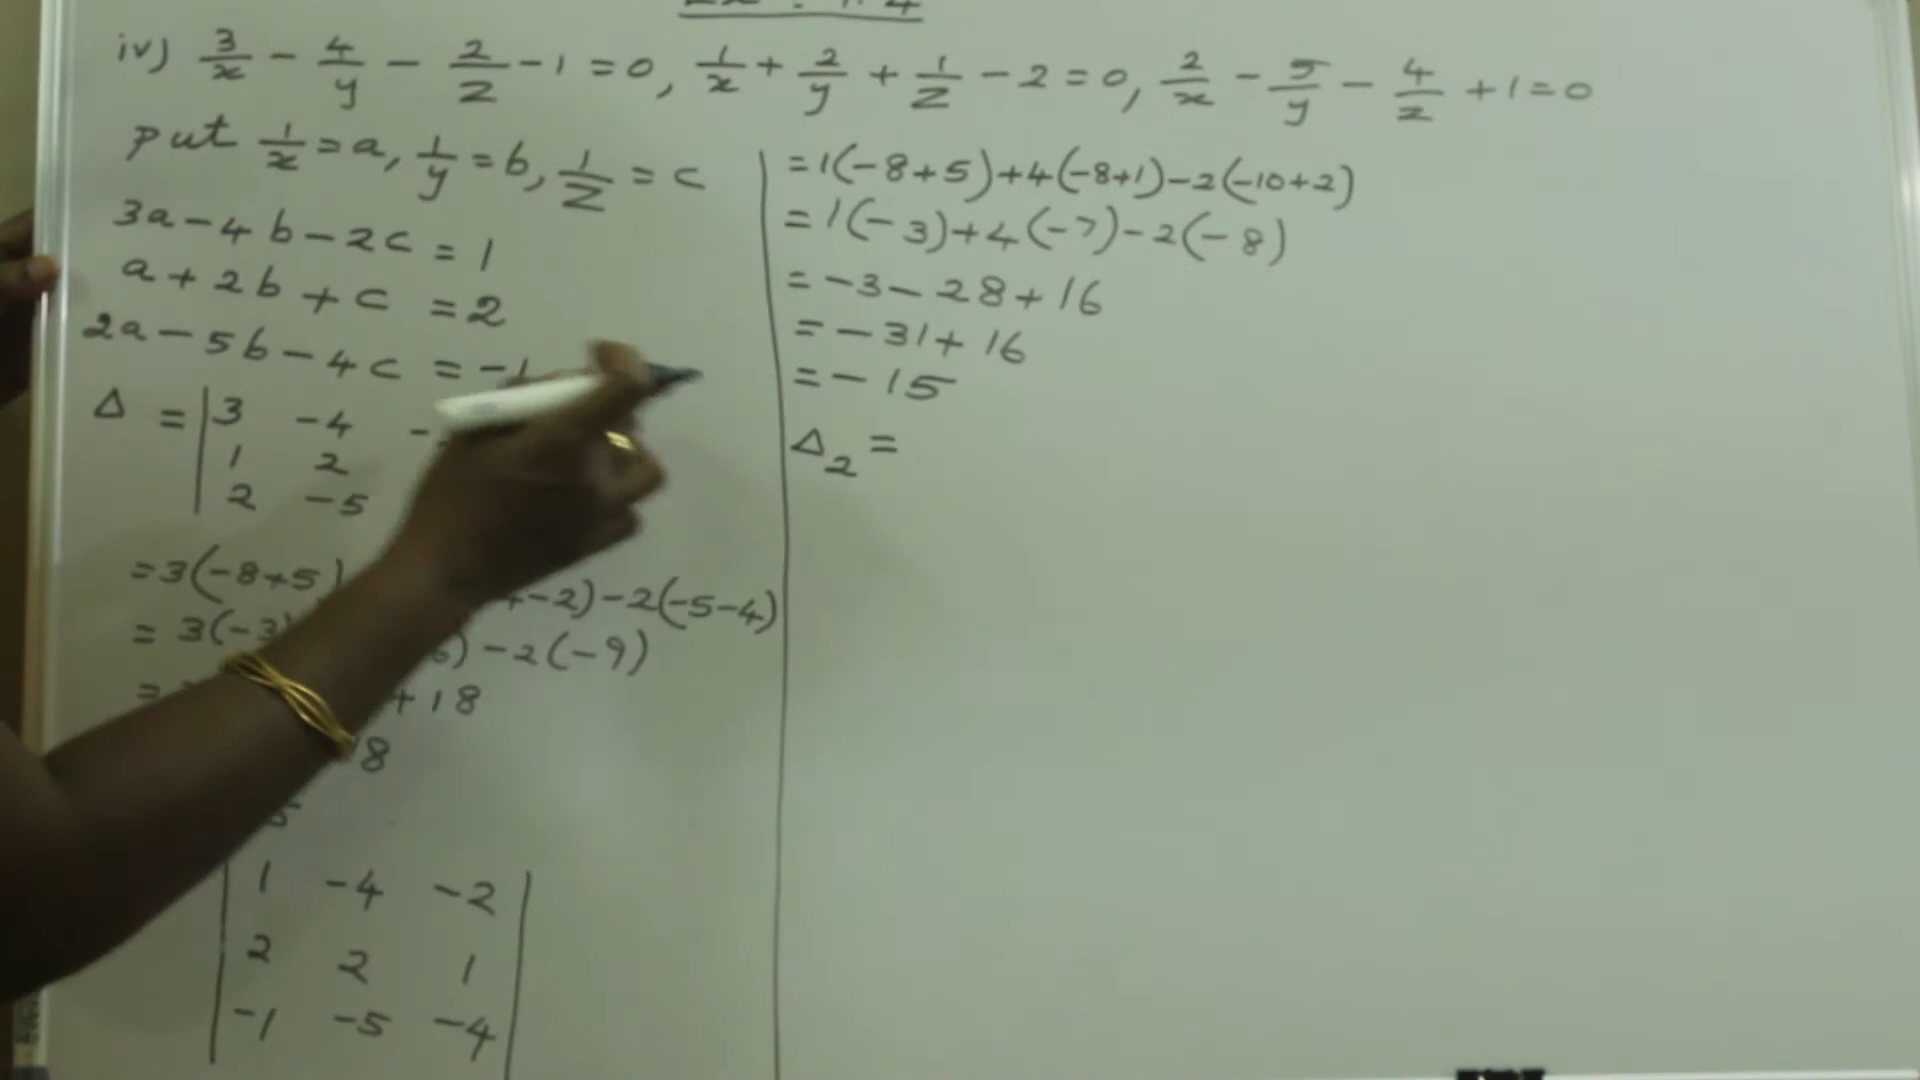 iv) 3/x - 4/y - 2/z - 1 = 0, 1/x + 2/y + 1/z - 2 = 0, 2/x - 5/y - 4/z + 1 = 0
put 1/x = a, 1/y = b, 1/z = c
3a - 4b - 2c = 1
a + 2b + c = 2
2a - 5b - 4c = -1
Δ = | 3 -4 -
1 2
2 -5
= 3(-8+5) -2) -2(-5-4)
= 3(-3) 6) -2(-9)
= + 18
8
1 -4 -2
2 2 1
-1 -5 -4
= 1(-8+5)+4(-8+1)-2(-10+2)
= 1(-3)+4(-7)-2(-8)
= -3 - 28 + 16
= -31 + 16
= -15
Δ2 =